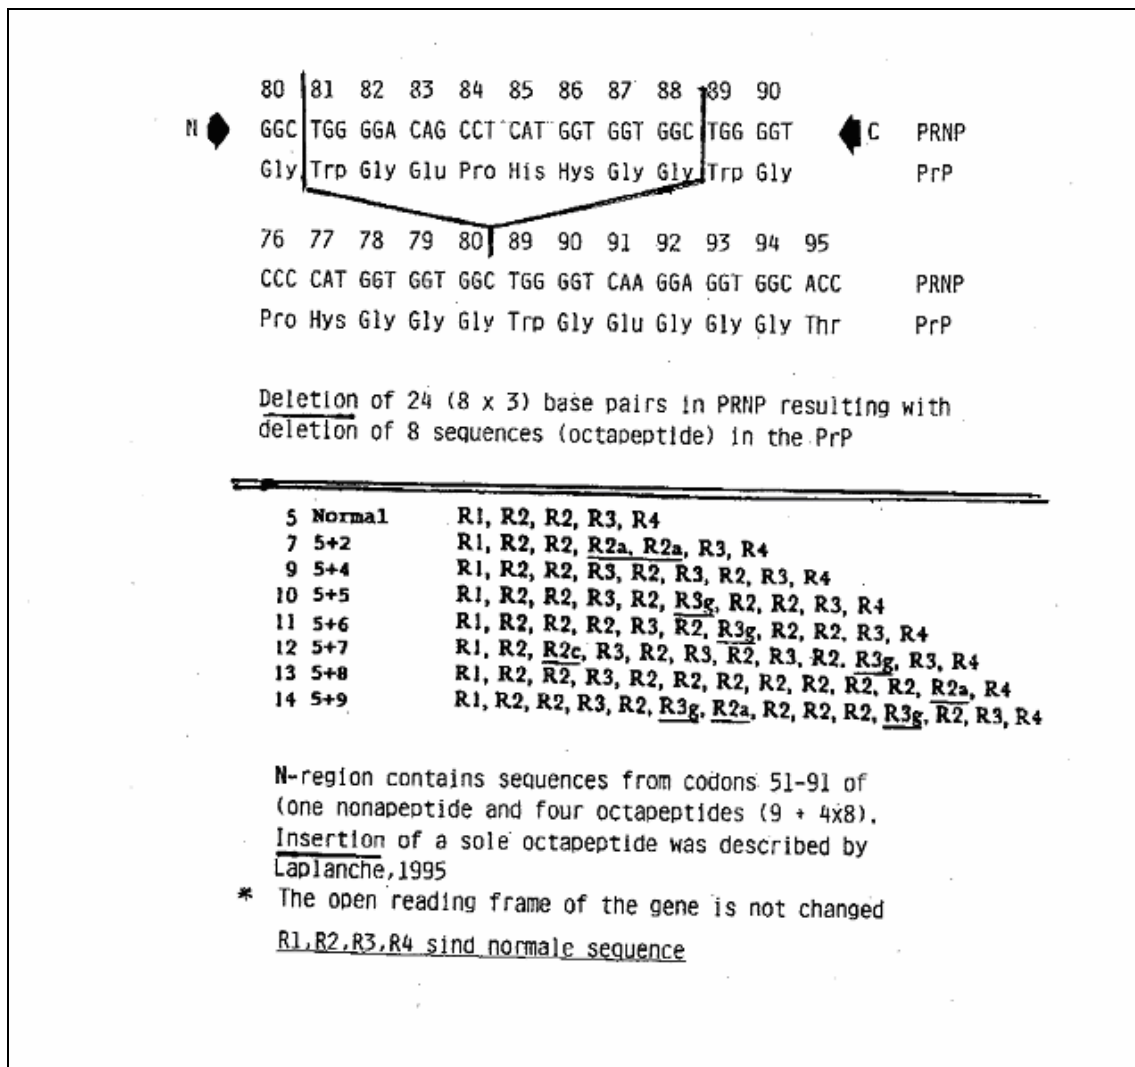 80 81 82 83 84 85 86 87 88 89 90
N GGC TGG GGA CAG CCT CAT GGT GGT GGC TGG GGT C PRNP
Gly Trp Gly Glu Pro His Hys Gly Gly Trp Gly PrP
76 77 78 79 80 89 90 91 92 93 94 95
CCC CAT GGT GGT GGC TGG GGT CAA GGA GGT GGC ACC PRNP
Pro Hys Gly Gly Gly Trp Gly Glu Gly Gly Gly Thr PrP
Deletion of 24 (8 x 3) base pairs in PRNP resulting with
deletion of 8 sequences (octapeptide) in the PrP
5 Normal R1, R2, R2, R3, R4
7 5+2 R1, R2, R2, R2a, R2a, R3, R4
9 5+4 R1, R2, R2, R3, R2, R3, R2, R3, R4
10 5+5 R1, R2, R2, R3, R2, R3g, R2, R2, R3, R4
11 5+6 R1, R2, R2, R2, R3, R2, R3g, R2, R2, R3, R4
12 5+7 R1, R2, R2c, R3, R2, R3, R2, R3, R2. R3g, R3, R4
13 5+8 R1, R2, R2, R3, R2, R2, R2, R2, R2, R2, R2, R2a, R4
14 5+9 R1, R2, R2, R3, R2, R3g, R2a, R2, R2, R2, R3g, R2, R3, R4
N-region contains sequences from codons 51-91 of
(one nonapeptide and four octapeptides (9 + 4x8).
Insertion of a sole octapeptide was described by
Laplanche,1995
* The open reading frame of the gene is not changed
R1,R2,R3,R4 sind normale sequence